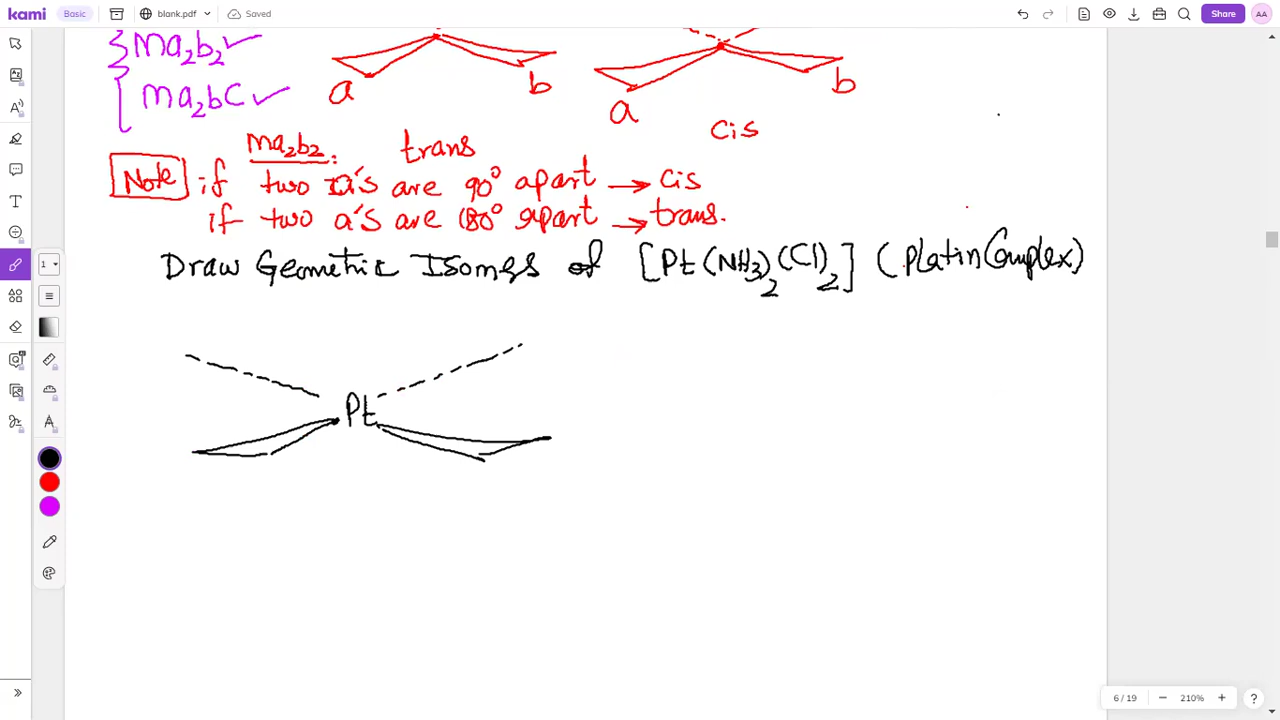 kami Basic blank.pdf Saved Share AA
Ma2b2 ✓
Ma2bC ✓
a b
a b
cis
Ma2b2: trans
Note if two a's are 90° apart → cis
if two a's are 180° apart → trans.
Draw Geometric Isomers of [Pt(NH3)2(Cl)2] (Platin Complex)
Pt
1
T
A
6 / 19 210%
?